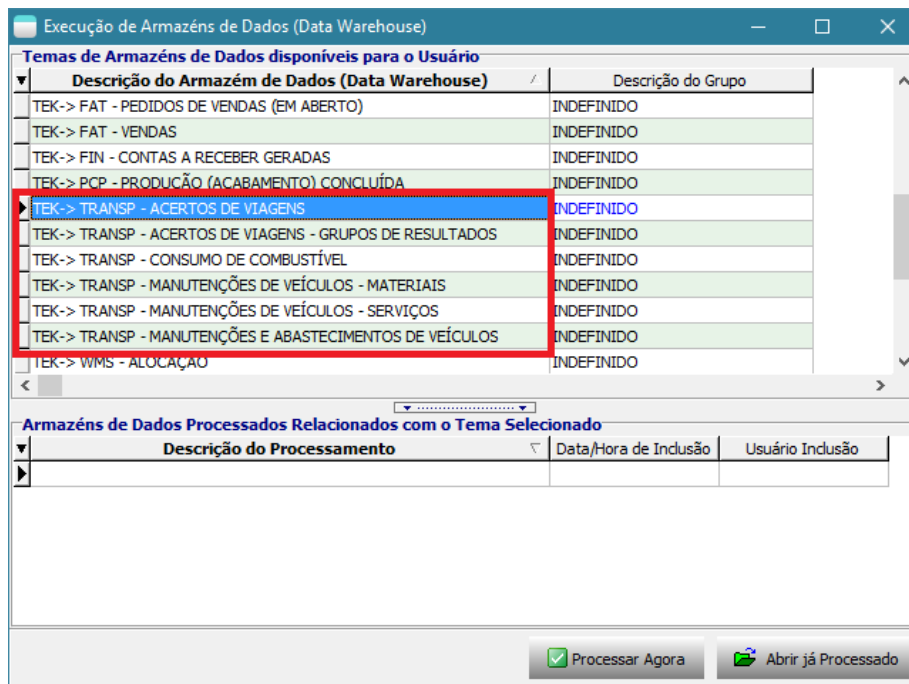 Execução de Armazéns de Dados (Data Warehouse)
Temas de Armazéns de Dados disponíveis para o Usuário
Descrição do Armazém de Dados (Data Warehouse) Descrição do Grupo
TEK-> FAT - PEDIDOS DE VENDAS (EM ABERTO) INDEFINIDO
TEK-> FAT - VENDAS INDEFINIDO
TEK-> FIN - CONTAS A RECEBER GERADAS INDEFINIDO
TEK-> PCP - PRODUÇÃO (ACABAMENTO) CONCLUÍDA INDEFINIDO
TEK-> TRANSP - ACERTOS DE VIAGENS INDEFINIDO
TEK-> TRANSP - ACERTOS DE VIAGENS - GRUPOS DE RESULTADOS INDEFINIDO
TEK-> TRANSP - CONSUMO DE COMBUSTÍVEL INDEFINIDO
TEK-> TRANSP - MANUTENÇÕES DE VEÍCULOS - MATERIAIS INDEFINIDO
TEK-> TRANSP - MANUTENÇÕES DE VEÍCULOS - SERVIÇOS INDEFINIDO
TEK-> TRANSP - MANUTENÇÕES E ABASTECIMENTOS DE VEÍCULOS INDEFINIDO
TEK-> WMS - ALOCAÇÃO INDEFINIDO
Armazéns de Dados Processados Relacionados com o Tema Selecionado
Descrição do Processamento Data/Hora de Inclusão Usuário Inclusão
Processar Agora Abrir já Processado